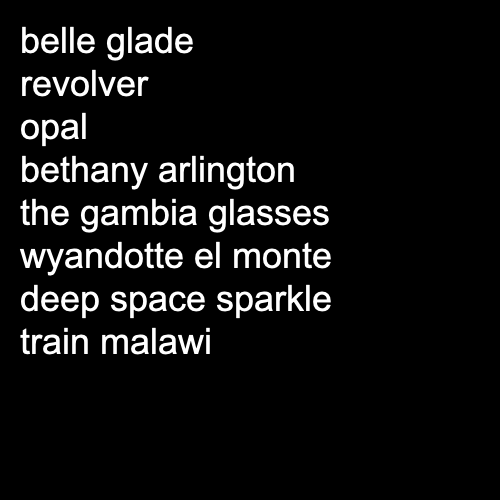 belle glade
revolver
opal
bethany arlington
the gambia glasses
wyandotte el monte
deep space sparkle
train malawi